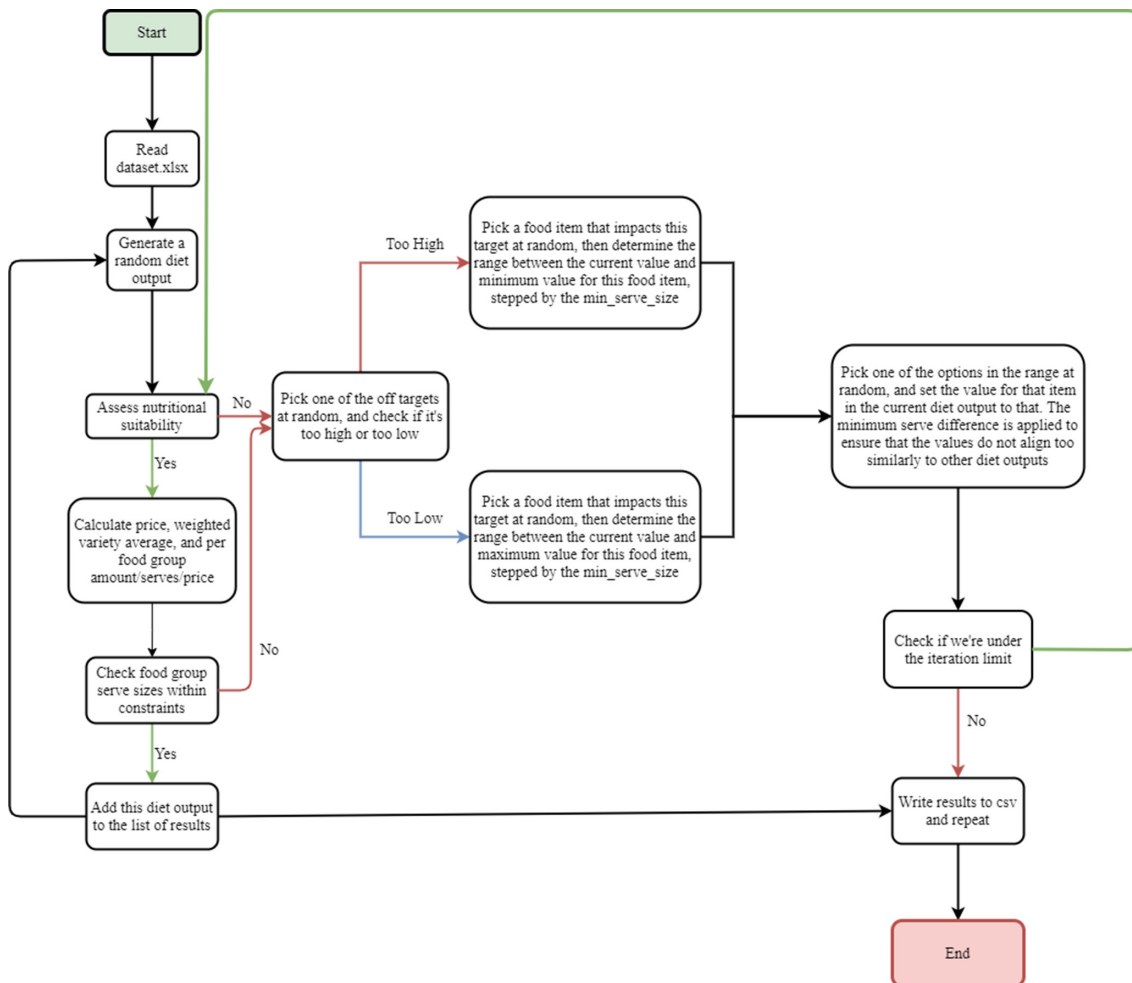 Start
Read
dataset.xlsx
Generate a
random diet
output
Assess nutritional
suitability
No
Yes
Calculate price, weighted
variety average, and per
food group
amount/serves/price
Check food group
serve sizes within
constraints
No
Yes
Add this diet output
to the list of results
Pick one of the off targets
at random, and check if it's
too high or too low
Too High
Pick a food item that impacts this
target at random, then determine the
range between the current value and
minimum value for this food item,
stepped by the min_serve_size
Too Low
Pick a food item that impacts this
target at random, then determine the
range between the current value and
maximum value for this food item,
stepped by the min_serve_size
Pick one of the options in the range at
random, and set the value for that item
in the current diet output to that. The
minimum serve difference is applied to
ensure that the values do not align too
similarly to other diet outputs
Check if we're under
the iteration limit
No
Write results to csv
and repeat
End